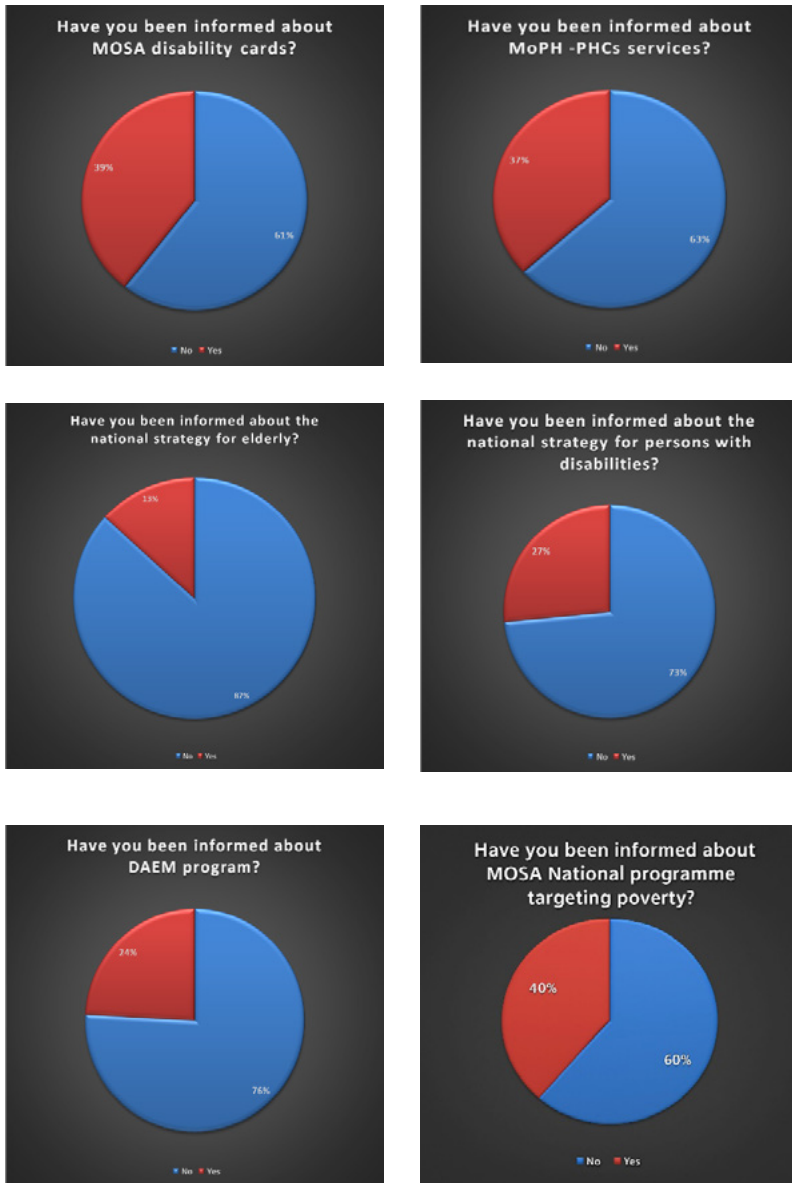 Have you been informed about
MOSA disability cards?
39%
61%
No Yes
Have you been informed about
MoPH -PHCs services?
37%
63%
No Yes
Have you been informed about the
national strategy for elderly?
13%
87%
No Yes
Have you been informed about the
national strategy for persons with
disabilities?
27%
73%
No Yes
Have you been informed about
DAEM program?
24%
76%
No Yes
Have you been informed about
MOSA National programme
targeting poverty?
40%
60%
No Yes